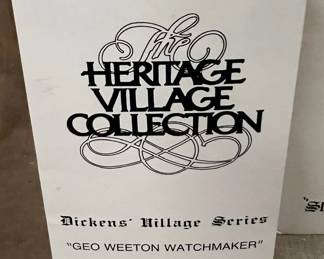 The
HERITAGE
VILLAGE
COLLECTION
Dickens' Village Series
"GEO WEETON WATCHMAKER"